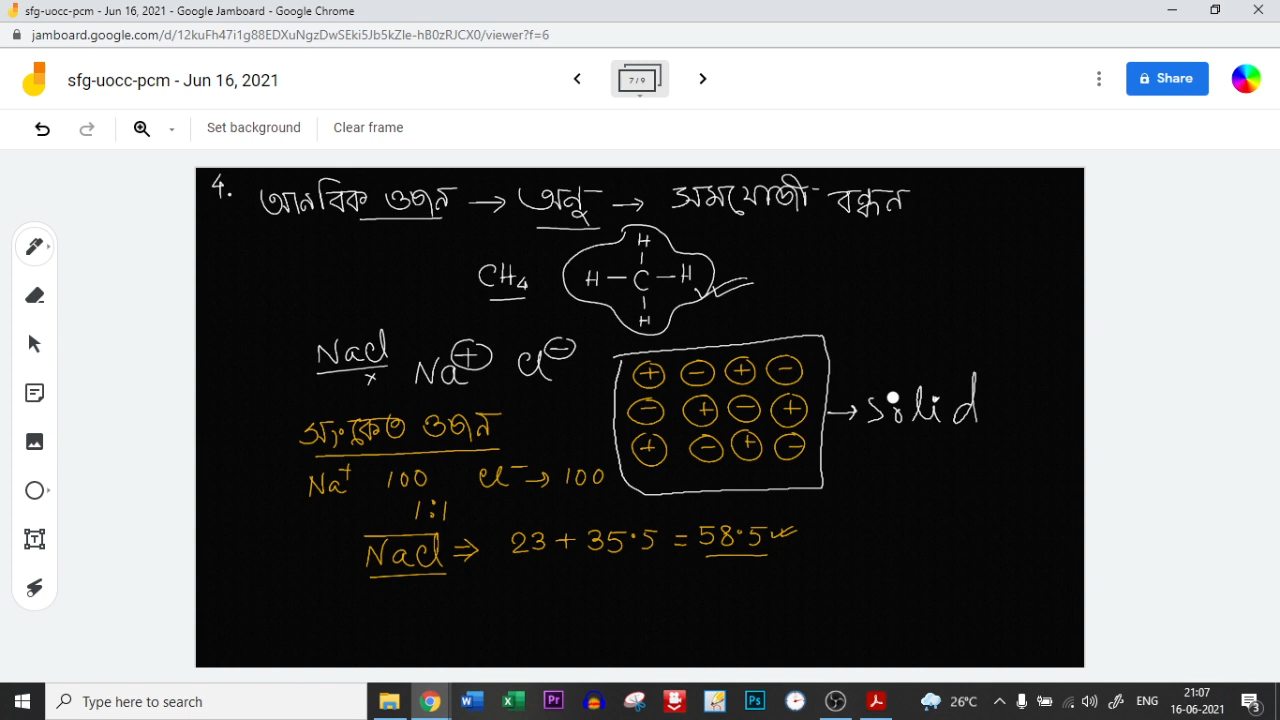 sfg-uocc-pcm - Jun 16, 2021 - Google Jamboard - Google Chrome
jamboard.google.com/d/12kuFh47i1g88EDXuNgzDwSEki5Jb5kZle-hB0zRJCX0/viewer?f=6
sfg-uocc-pcm - Jun 16, 2021
7 / 9
Share
Set background
Clear frame
4. আনবিক ওজন → অনু → সমযোজী বন্ধন
H
CH₄ H — C — H
H
NaCl Na⊕ Cl⊖
+ − + −
− + − + → solid
সংকেত ওজন
+ − + −
Na⁺ 100 Cl⁻ → 100
1:1
NaCl ⇒ 23 + 35.5 = 58.5
Type here to search
26°C
ENG
21:07
16-06-2021
3